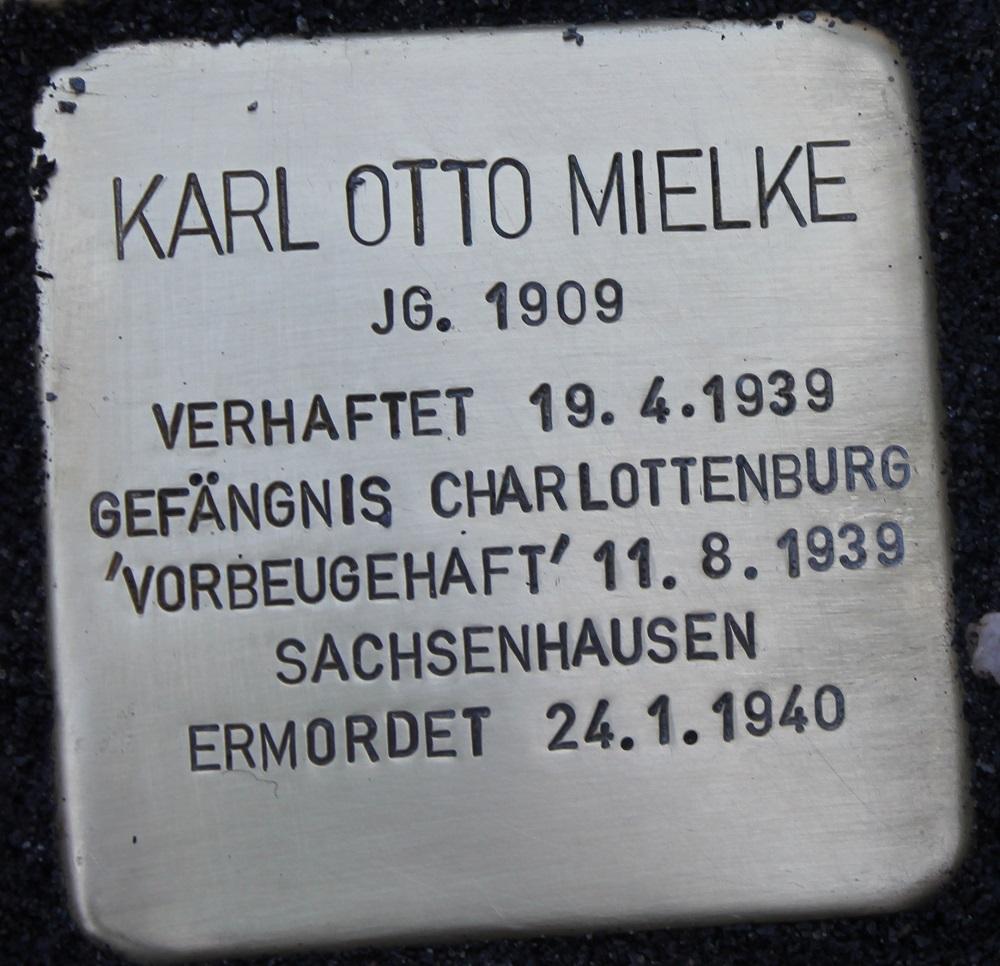 KARL OTTO MIELKE
JG. 1909
VERHAFTET 19. 4.1939
GEFÄNGNIS CHARLOTTENBURG
'VORBEUGEHAFT' 11. 8. 1939
SACHSENHAUSEN
ERMORDET 24.1.1940